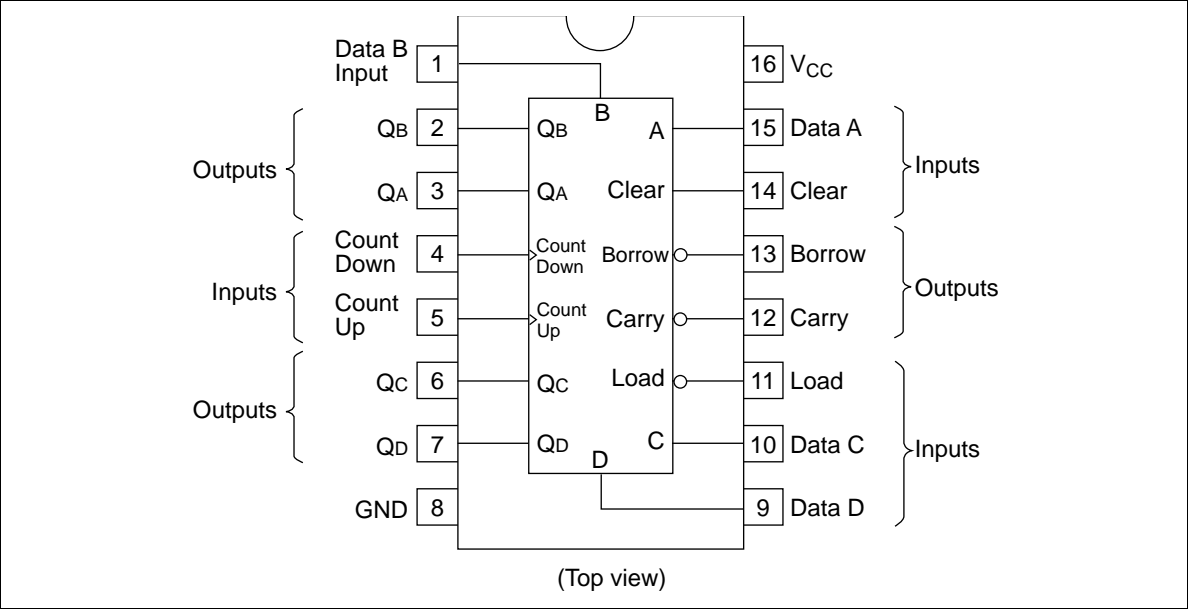 Data B
Input
1
16
VCC
B
QB
2
QB
A
15
Data A
Outputs
Inputs
QA
3
QA
Clear
14
Clear
Count
Down
4
Count
Down
Borrow
13
Borrow
Inputs
Outputs
Count
Up
5
Count
Up
Carry
12
Carry
QC
6
QC
Load
11
Load
Outputs
Inputs
QD
7
QD
C
10
Data C
D
GND
8
9
Data D
(Top view)